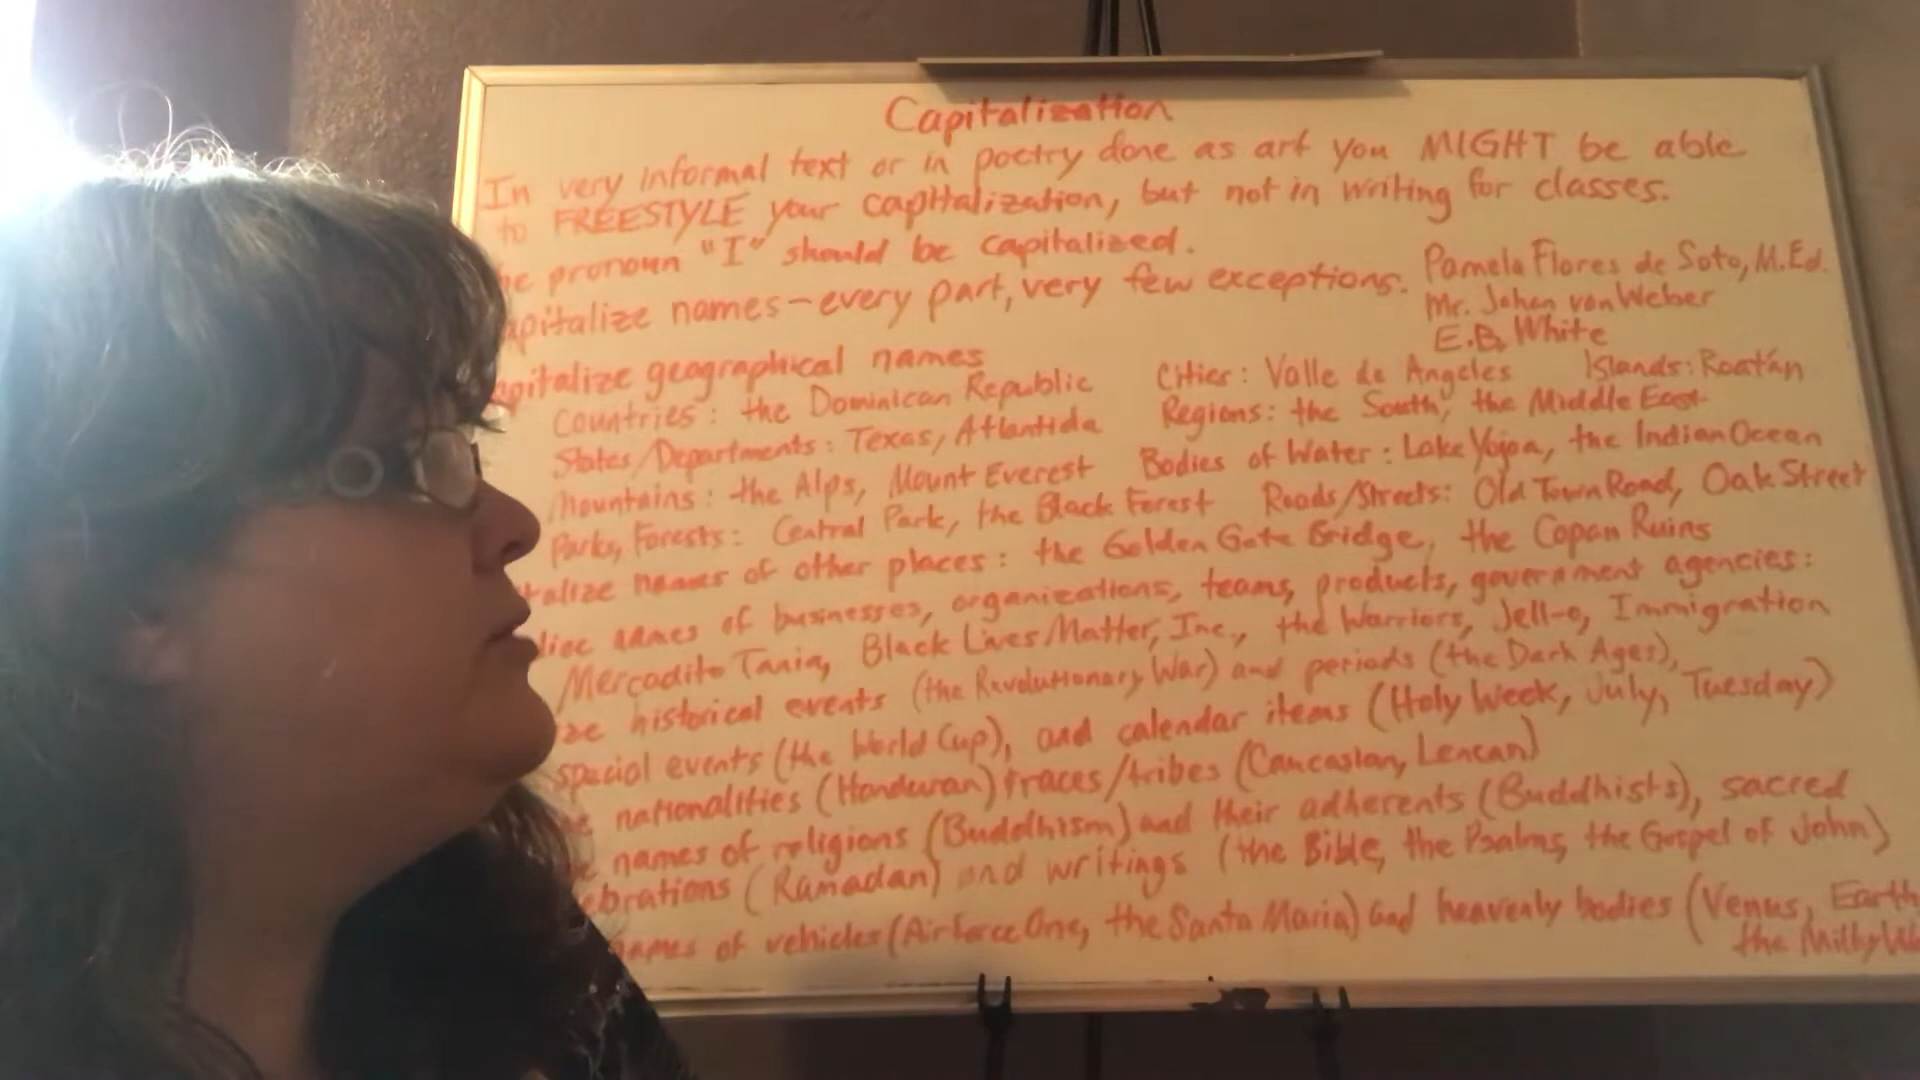 Capitalization
In very informal text or in poetry done as art you MIGHT be able
to FREESTYLE your capitalization, but not in writing for classes.
he pronoun "I" should be capitalized.
apitalize names - every part, very few exceptions.
Pamela Flores de Soto, M.Ed.
Mr. Johan von Weber
E.B. White
apitalize geographical names
Countries: the Dominican Republic Cities: Valle de Angeles Islands: Roatán
States/Departments: Texas, Atlantida Regions: the South, the Middle East
Mountains: the Alps, Mount Everest Bodies of Water: Lake Yojoa, the Indian Ocean
Parks, Forests: Central Park, the Black Forest Roads/Streets: Old Town Road, Oak Street
talize names of other places: the Golden Gate Bridge, the Copan Ruins
lize names of businesses, organizations, teams, products, government agencies:
Mercadito Tania, Black Lives Matter, Inc., the Warriors, Jell-o, Immigration
ze historical events (the Revolutionary War) and periods (the Dark Ages),
special events (the World Cup), and calendar items (Holy Week, July, Tuesday)
e nationalities (Honduran) + races/tribes (Caucasian, Lencan)
e names of religions (Buddhism) and their adherents (Buddhists), sacred
ebrations (Ramadan) and writings (the Bible, the Psalms, the Gospel of John)
names of vehicles (Airforce One, the Santa Maria) and heavenly bodies (Venus, Earth
the Milky Wa